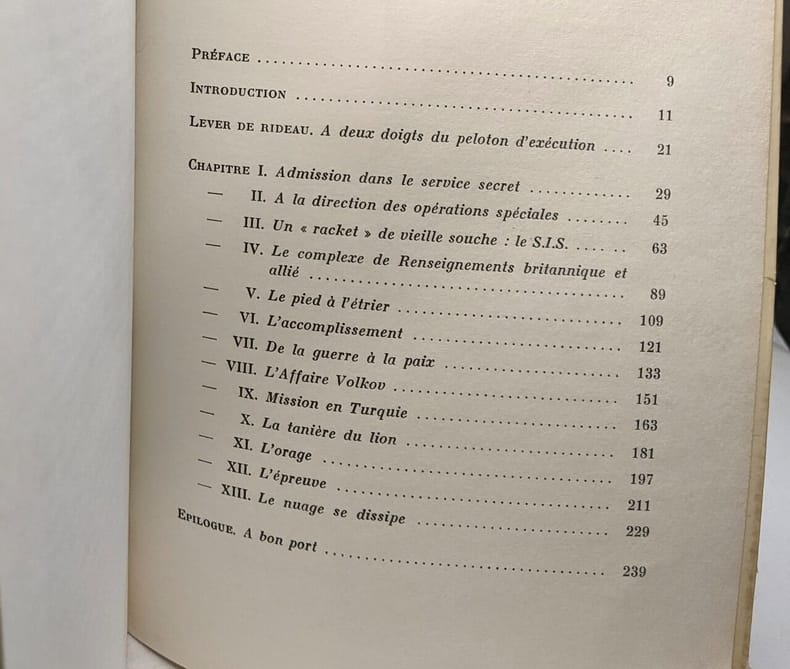 PRÉFACE .......... 9
INTRODUCTION .......... 11
LEVER DE RIDEAU. A deux doigts du peloton d'exécution .... 21
CHAPITRE I. Admission dans le service secret .......... 29
— II. A la direction des opérations spéciales ........ 45
— III. Un « racket » de vieille souche : le S.I.S. ...... 63
— IV. Le complexe de Renseignements britannique et
allié .......... 89
— V. Le pied à l'étrier .......... 109
— VI. L'accomplissement .......... 121
— VII. De la guerre à la paix .......... 133
— VIII. L'Affaire Volkov .......... 151
— IX. Mission en Turquie .......... 163
— X. La tanière du lion .......... 181
— XI. L'orage .......... 197
— XII. L'épreuve .......... 211
— XIII. Le nuage se dissipe .......... 229
EPILOGUE. A bon port .......... 239